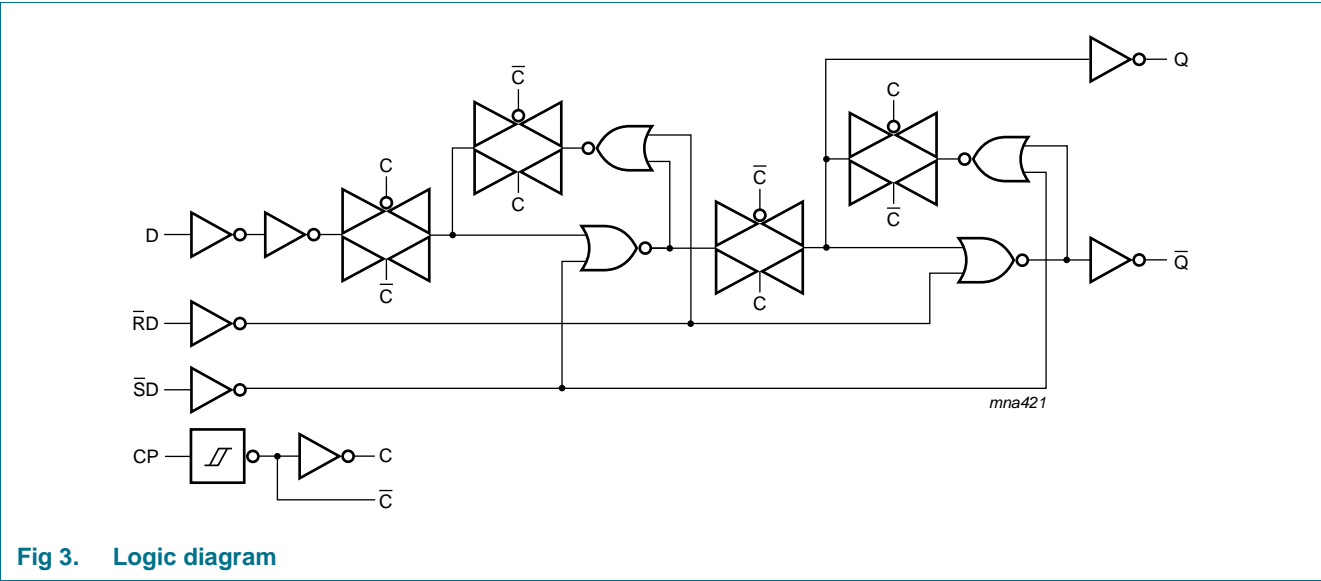 Q
C̅
C
C
C̅
D
C
C
C̅
C̅
C
Q̅
R̅D
S̅D
mna421
CP
C
C̅
Fig 3. Logic diagram